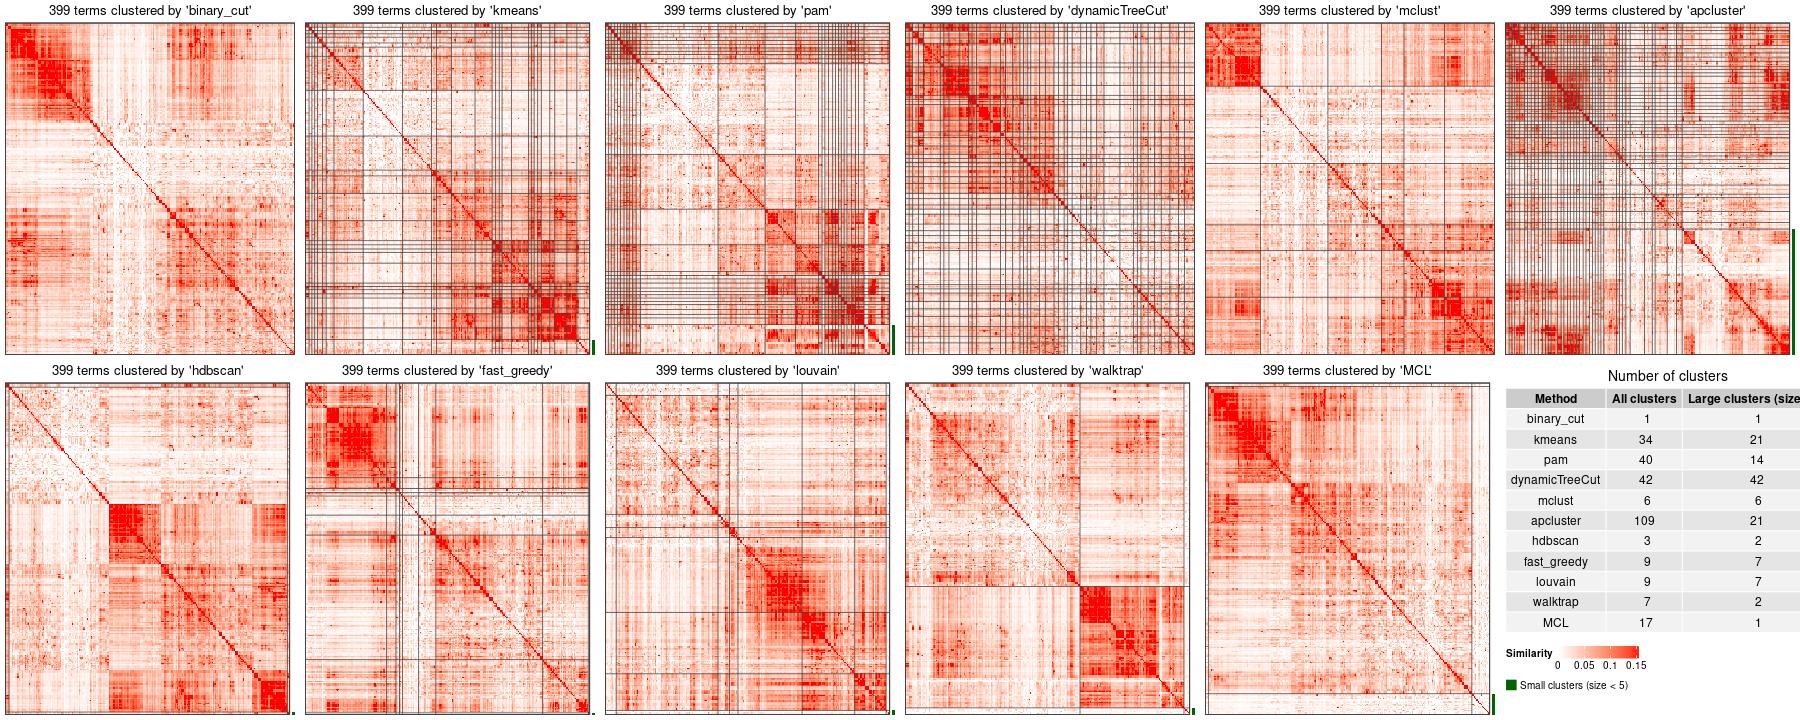 399 terms clustered by 'binary_cut'
399 terms clustered by 'kmeans'
399 terms clustered by 'pam'
399 terms clustered by 'dynamicTreeCut'
399 terms clustered by 'mclust'
399 terms clustered by 'apcluster'
399 terms clustered by 'hdbscan'
399 terms clustered by 'fast_greedy'
399 terms clustered by 'louvain'
399 terms clustered by 'walktrap'
399 terms clustered by 'MCL'
Number of clusters
Method All clusters Large clusters (size
binary_cut 1 1
kmeans 34 21
pam 40 14
dynamicTreeCut 42 42
mclust 6 6
apcluster 109 21
hdbscan 3 2
fast_greedy 9 7
louvain 9 7
walktrap 7 2
MCL 17 1
Similarity
0 0.05 0.1 0.15
Small clusters (size < 5)